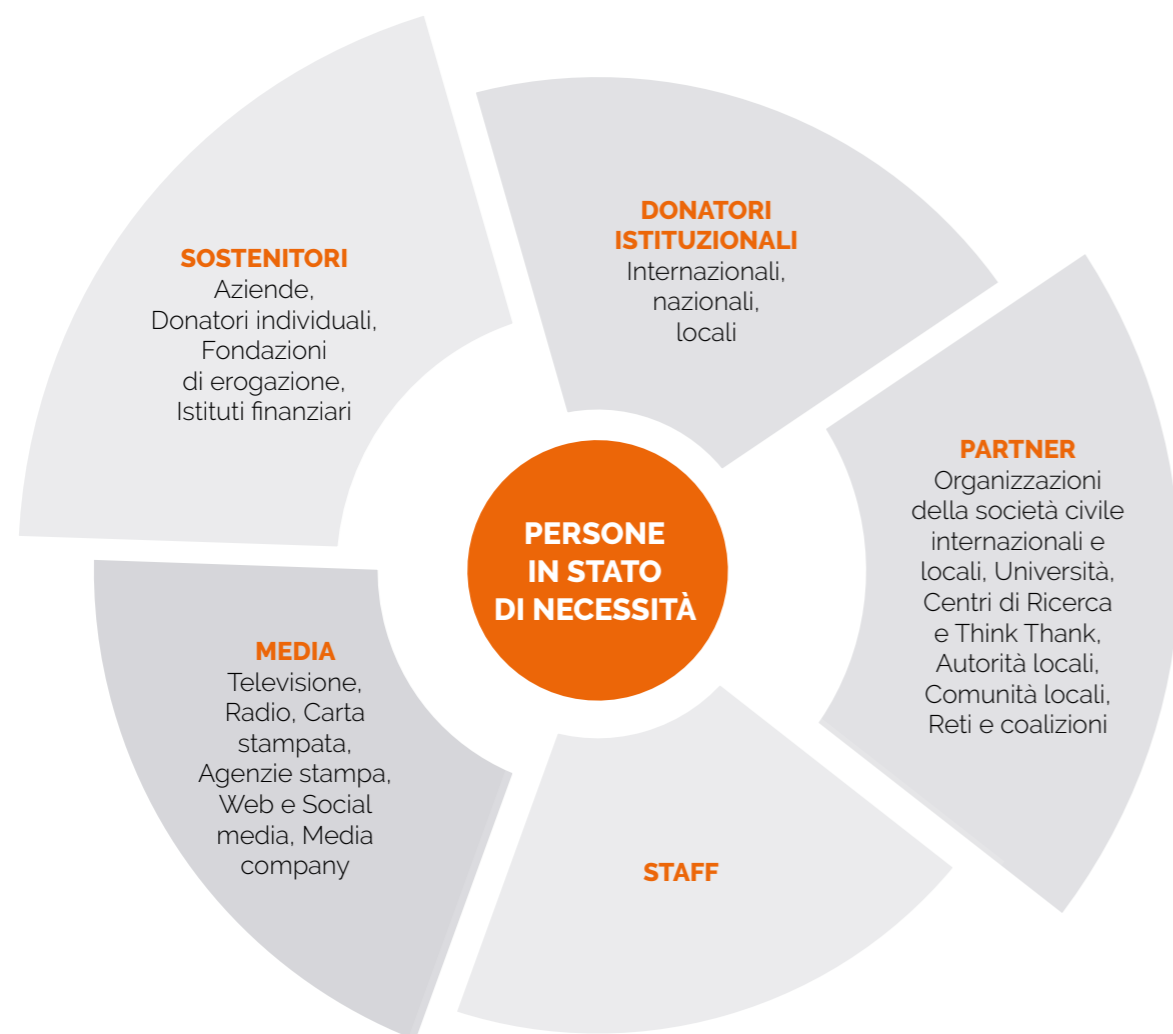 SOSTENITORI
Aziende,
Donatori individuali,
Fondazioni
di erogazione,
Istituti finanziari
DONATORI
ISTITUZIONALI
Internazionali,
nazionali,
locali
PARTNER
Organizzazioni
della società civile
internazionali e
locali, Università,
Centri di Ricerca
e Think Thank,
Autorità locali,
Comunità locali,
Reti e coalizioni
PERSONE
IN STATO
DI NECESSITÀ
MEDIA
Televisione,
Radio, Carta
stampata,
Agenzie stampa,
Web e Social
media, Media
company
STAFF